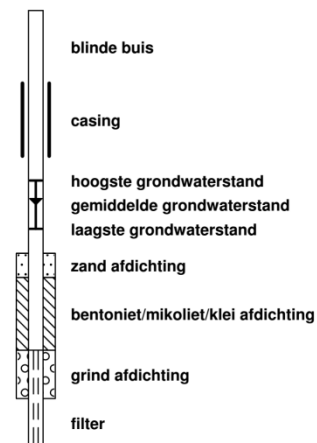 blinde buis
casing
hoogste grondwaterstand
gemiddelde grondwaterstand
laagste grondwaterstand
zand afdichting
bentoniet/mikoliet/klei afdichting
grind afdichting
filter